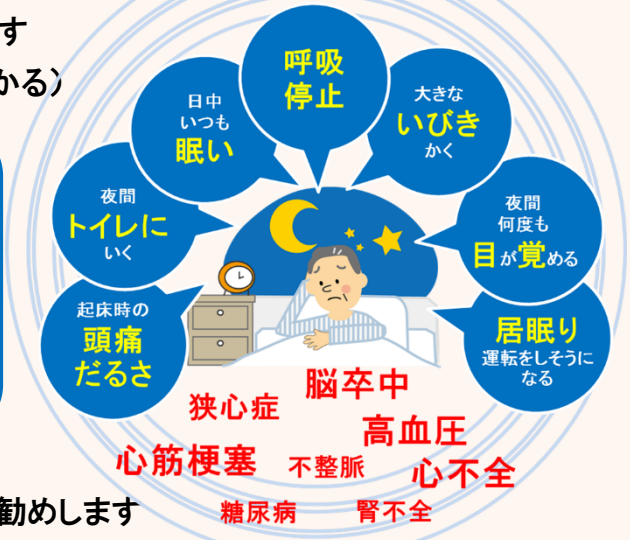 す
かる）
呼吸
停止
日中
いつも
眠い
大きな
いびき
かく
夜間
トイレに
いく
夜間
何度も
目が覚める
起床時の
頭痛
だるさ
居眠り
運転をしそうに
なる
脳卒中
狭心症
高血圧
心筋梗塞
不整脈
心不全
糖尿病
腎不全
勧めします